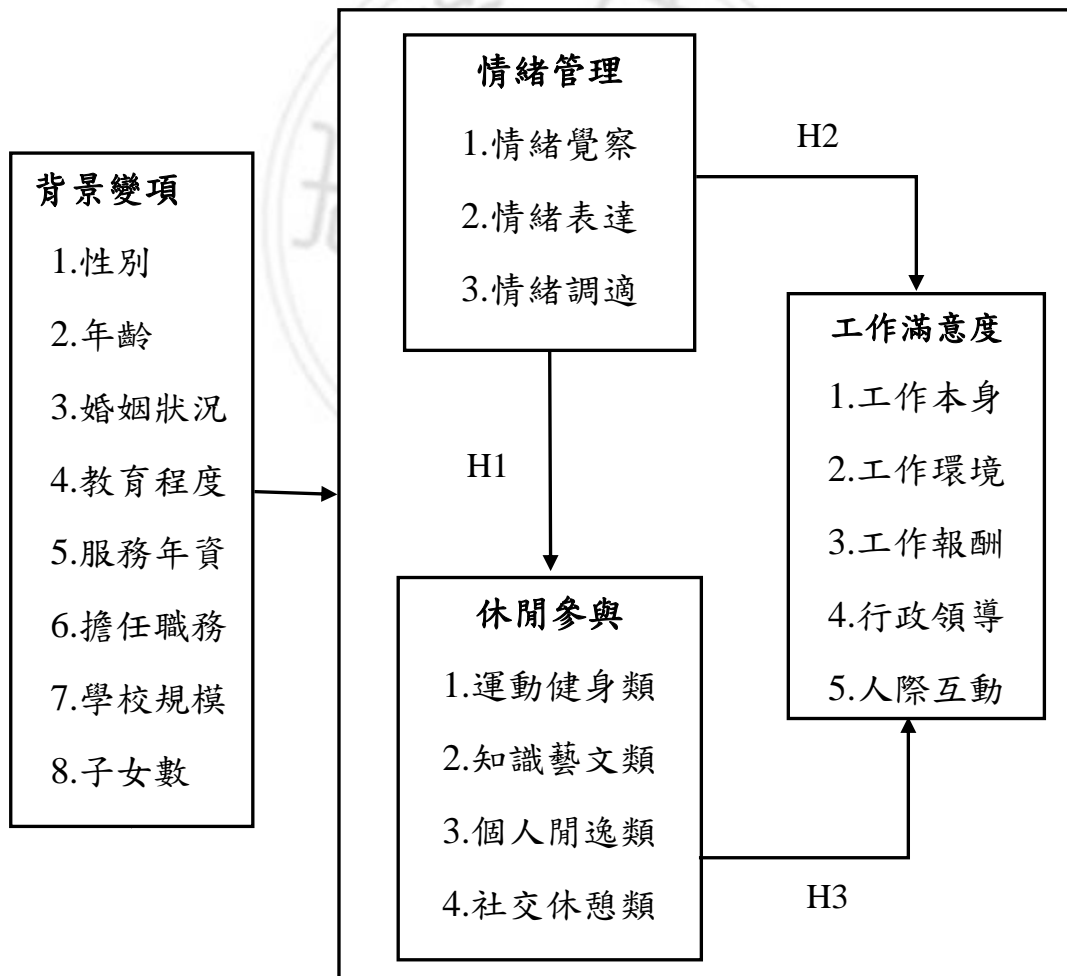 背景變項
1.性別
2.年齡
3.婚姻狀況
4.教育程度
5.服務年資
6.擔任職務
7.學校規模
8.子女數
情緒管理
1.情緒覺察
2.情緒表達
3.情緒調適
H1
H2
休閒參與
1.運動健身類
2.知識藝文類
3.個人閒逸類
4.社交休憩類
H3
工作滿意度
1.工作本身
2.工作環境
3.工作報酬
4.行政領導
5.人際互動